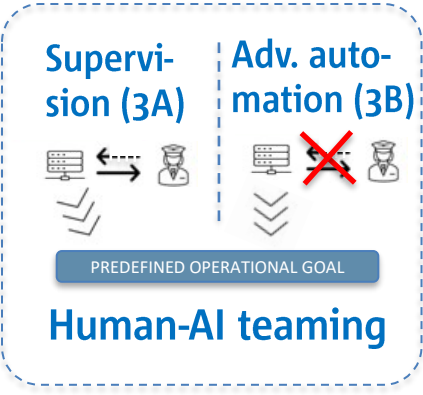 Supervi-
sion (3A)
Adv. auto-
mation (3B)
PREDEFINED OPERATIONAL GOAL
Human-AI teaming